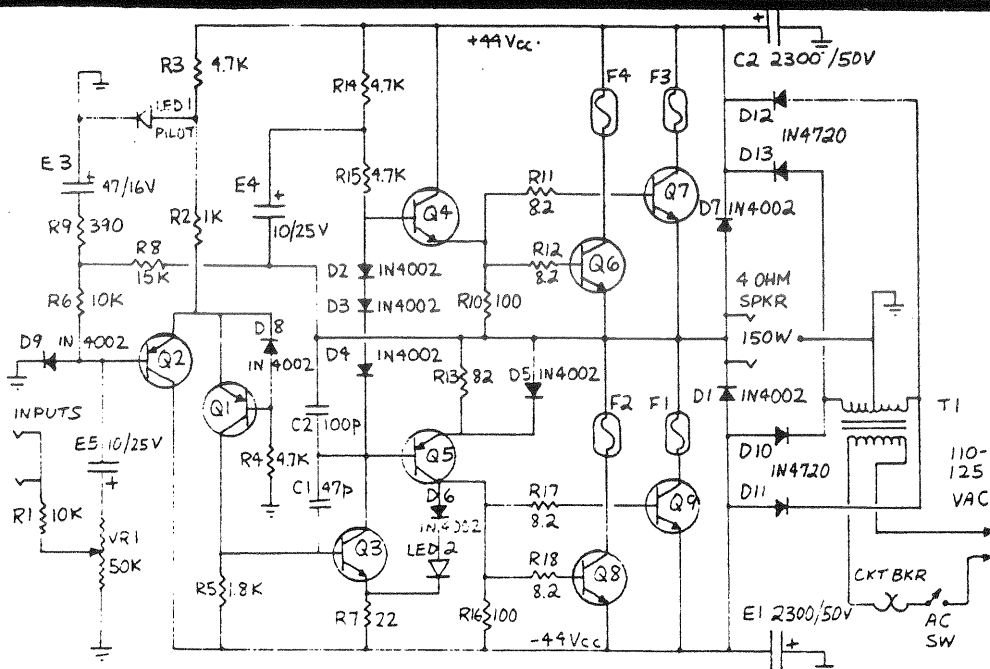 +44Vcc.
C2 2300/50V
R3 4.7K
LED1
PILOT
R14 4.7K
F4
F3
D12
IN4720
D13
E3
47/16V
R9 390
R2 1K
E4
10/25V
R15 4.7K
Q4
R11
8.2
Q7
D7 IN4002
R8
15K
R12
8.2
Q6
D2 IN4002
D3 IN4002
R10 100
4 OHM
SPKR
150W
R6 10K
D9 IN 4002
Q2
D8
IN 4002
D4 IN4002
R13 82
D5 IN4002
F2
F1
D1 IN4002
T1
Q1
INPUTS
E5 10/25V
R4 4.7K
C2 100p
Q5
D10
IN4720
D11
110-
125
VAC
R1 10K
VR1
50K
C1 47p
D6
IN4002
LED 2
R17
8.2
Q9
Q3
R5 1.8K
R7 22
R16 100
R18
8.2
Q8
CKT BKR
AC
SW
-44Vcc
E1 2300/50V